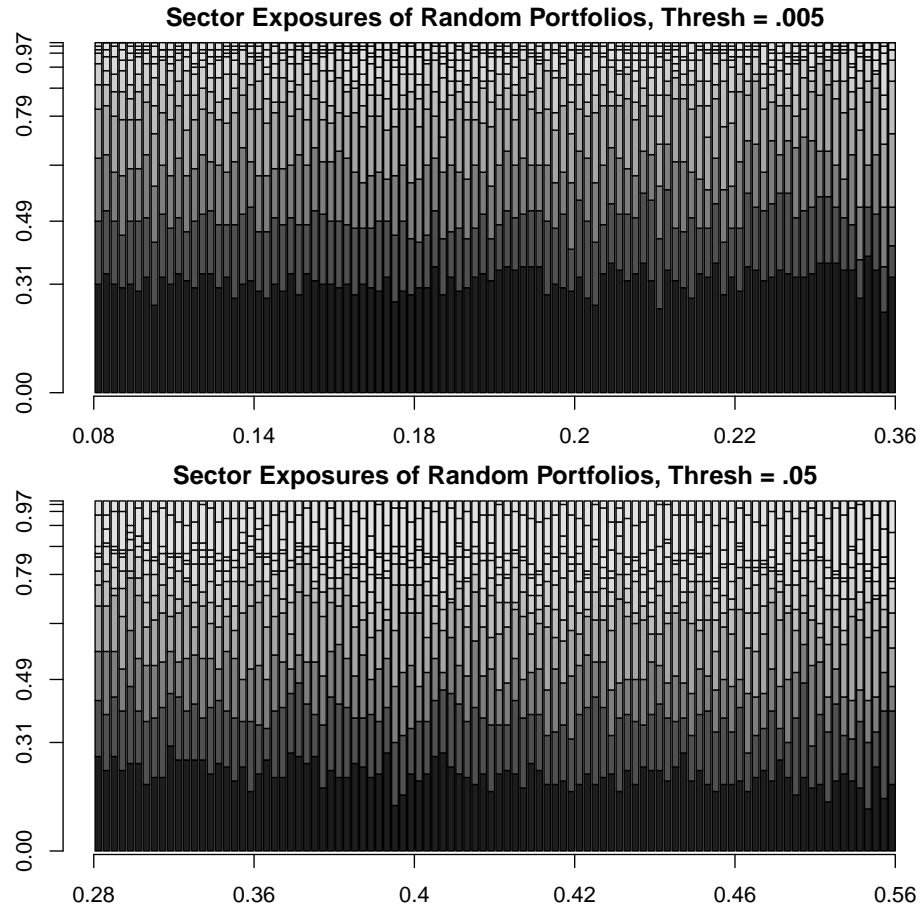 Sector Exposures of Random Portfolios, Thresh = .005
0.97
0.79
0.49
0.31
0.00
0.08 0.14 0.18 0.2 0.22 0.36
Sector Exposures of Random Portfolios, Thresh = .05
0.97
0.79
0.49
0.31
0.00
0.28 0.36 0.4 0.42 0.46 0.56